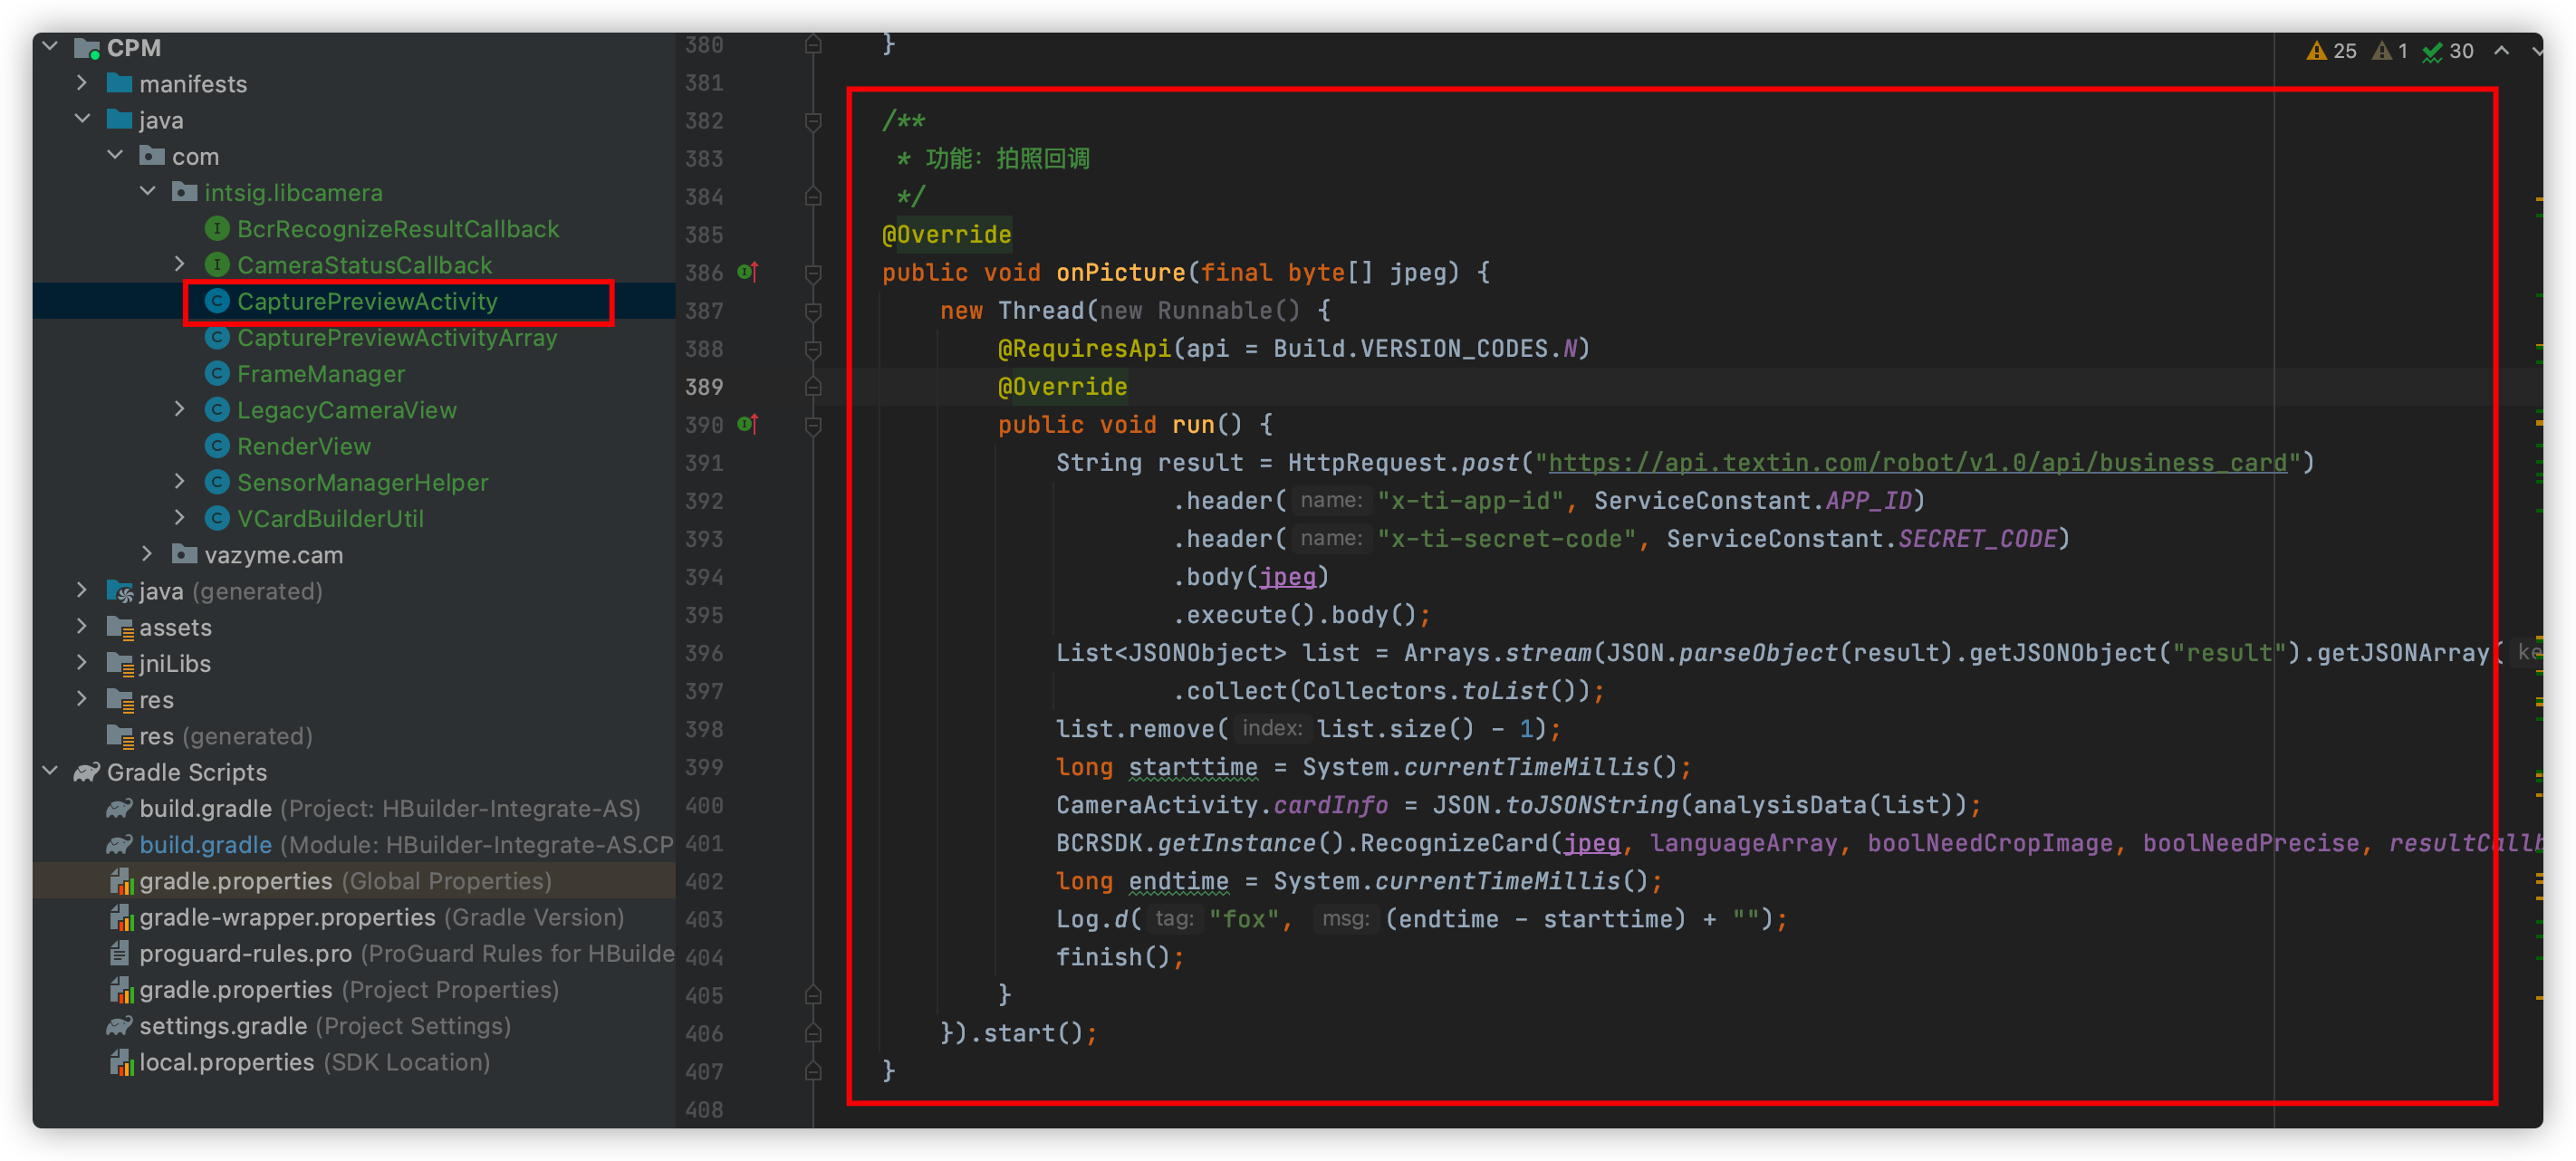 CPM
manifests
java
com
intsig.libcamera
BcrRecognizeResultCallback
CameraStatusCallback
CapturePreviewActivity
CapturePreviewActivityArray
FrameManager
LegacyCameraView
RenderView
SensorManagerHelper
VCardBuilderUtil
vazyme.cam
java (generated)
assets
jniLibs
res
res (generated)
Gradle Scripts
build.gradle (Project: HBuilder-Integrate-AS)
build.gradle (Module: HBuilder-Integrate-AS.CP
gradle.properties (Global Properties)
gradle-wrapper.properties (Gradle Version)
proguard-rules.pro (ProGuard Rules for HBuilde
gradle.properties (Project Properties)
settings.gradle (Project Settings)
local.properties (SDK Location)
25 1 30
380 }
381
382 /**
383 * 功能：拍照回调
384 */
385 @Override
386 public void onPicture(final byte[] jpeg) {
387 new Thread(new Runnable() {
388 @RequiresApi(api = Build.VERSION_CODES.N)
389 @Override
390 public void run() {
391 String result = HttpRequest.post("https://api.textin.com/robot/v1.0/api/business_card")
392 .header( name: "x-ti-app-id", ServiceConstant.APP_ID)
393 .header( name: "x-ti-secret-code", ServiceConstant.SECRET_CODE)
394 .body(jpeg)
395 .execute().body();
396 List<JSONObject> list = Arrays.stream(JSON.parseObject(result).getJSONObject("result").getJSONArray( ke
397 .collect(Collectors.toList());
398 list.remove( index: list.size() - 1);
399 long starttime = System.currentTimeMillis();
400 CameraActivity.cardInfo = JSON.toJSONString(analysisData(list));
401 BCRSDK.getInstance().RecognizeCard(jpeg, languageArray, boolNeedCropImage, boolNeedPrecise, resultCallb
402 long endtime = System.currentTimeMillis();
403 Log.d( tag: "fox", msg: (endtime - starttime) + "");
404 finish();
405 }
406 }).start();
407 }
408